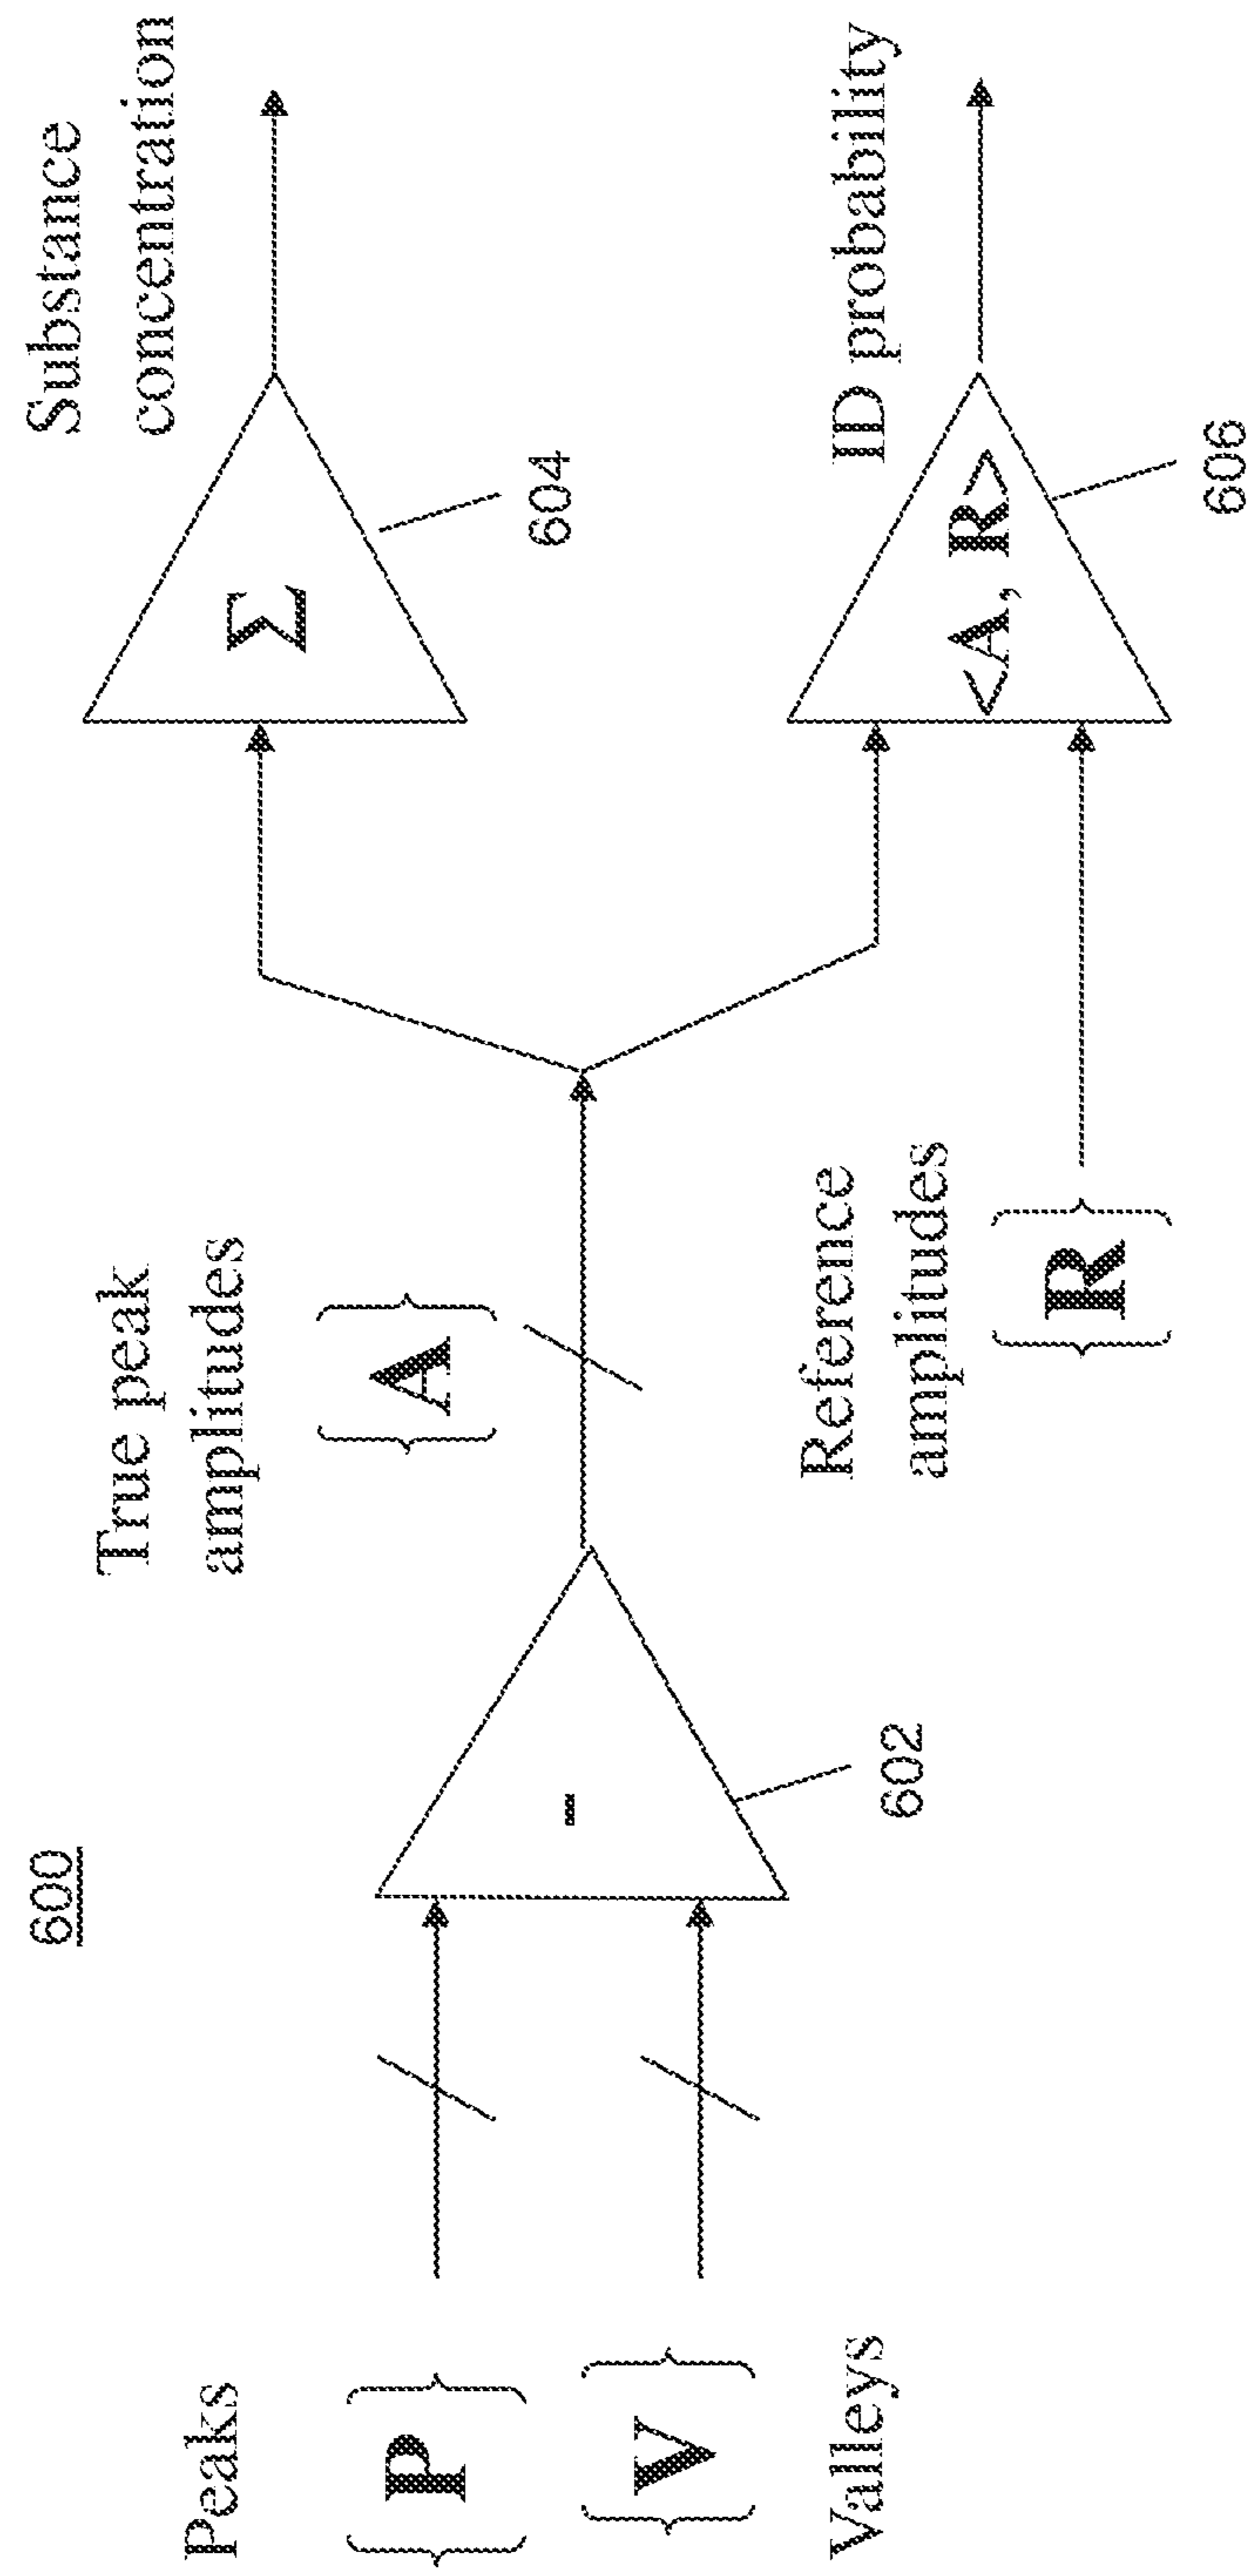 600
Peaks
{P}
{V}
Valleys
-
602
True peak
amplitudes
{A}
Reference
amplitudes
{R}
Σ
604
Substance
concentration
<A, R>
606
ID probability